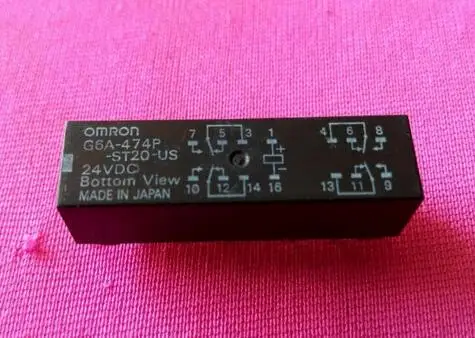 OMRON
G6A-474P
-ST20-US
24VDC
Bottom View
MADE IN JAPAN
7 5 3 1 4 6 8
10 12 14 16 13 11 9